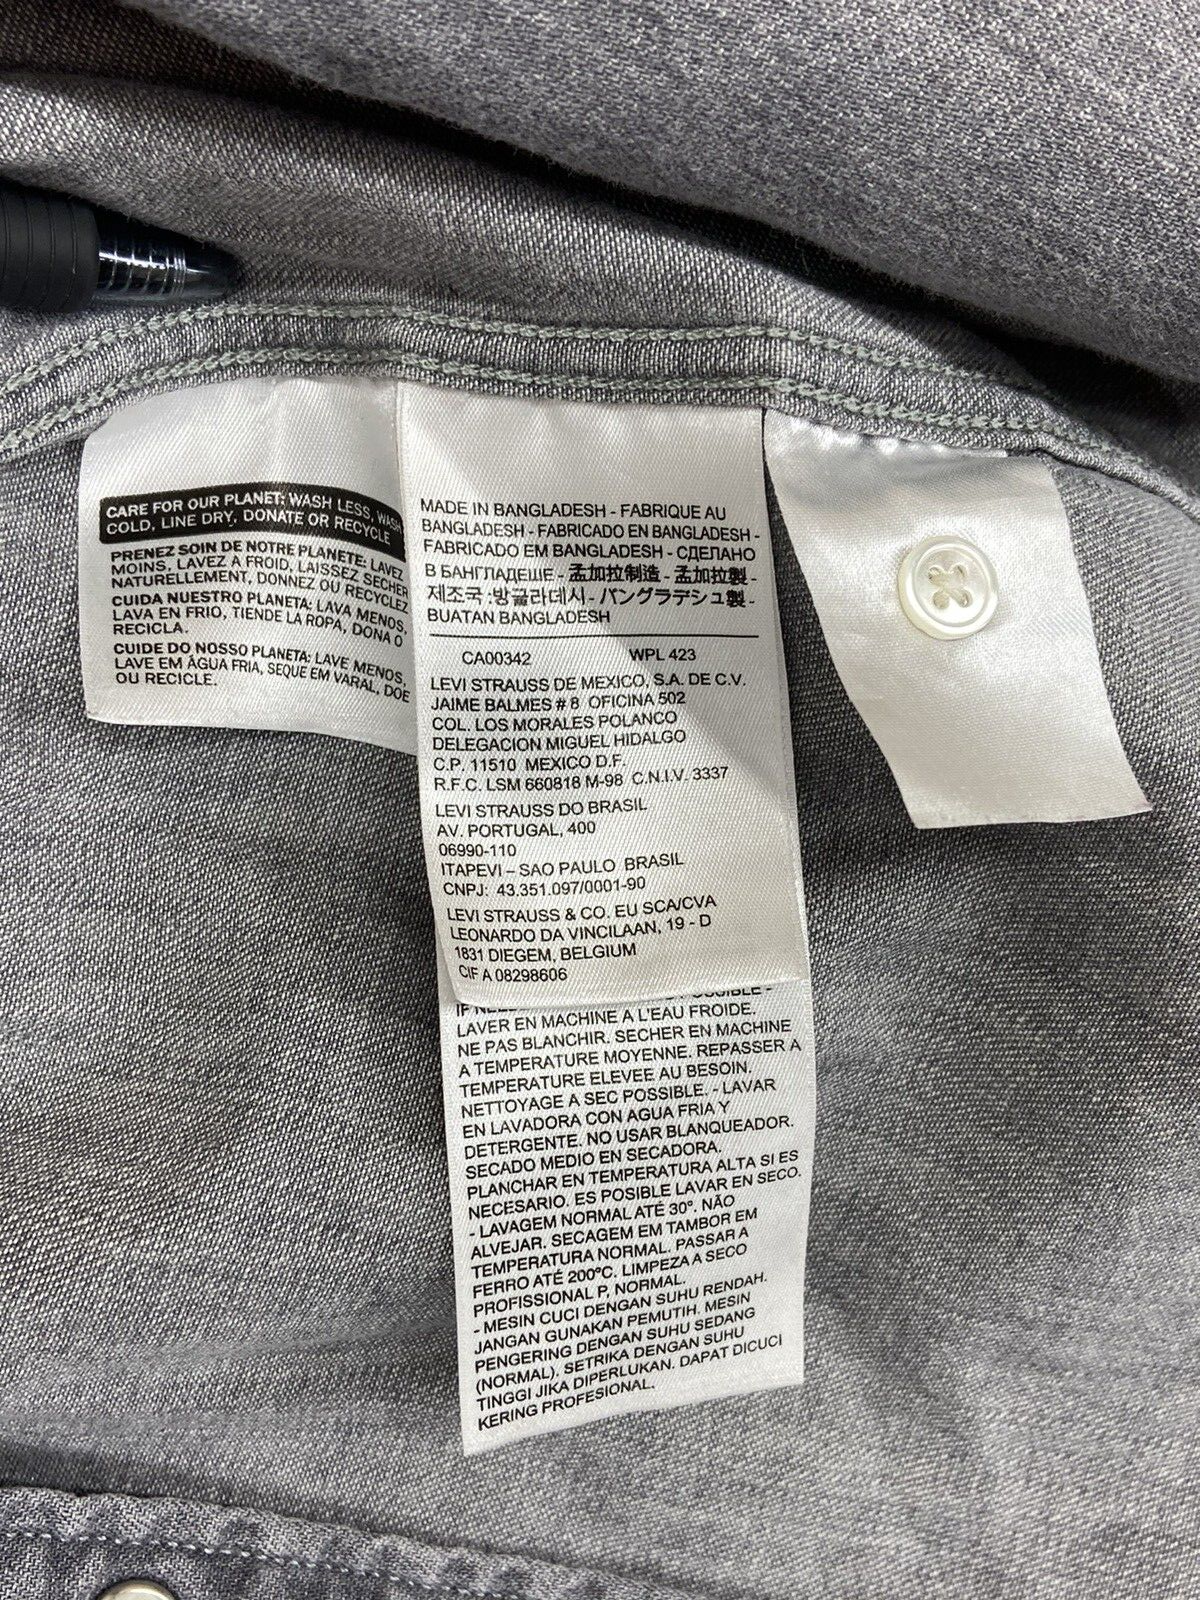 CARE FOR OUR PLANET: WASH LESS, WASH
COLD, LINE DRY, DONATE OR RECYCLE
PRENEZ SOIN DE NOTRE PLANETE: LAVEZ
MOINS, LAVEZ A FROID, LAISSEZ SECHER
NATURELLEMENT, DONNEZ OU RECYCLEZ
CUIDA NUESTRO PLANETA: LAVA MENOS,
LAVA EN FRIO, TIENDE LA ROPA, DONA O
RECICLA.
CUIDE DO NOSSO PLANETA: LAVE MENOS,
LAVE EM ÁGUA FRIA, SEQUE EM VARAL, DOE
OU RECICLE.
MADE IN BANGLADESH - FABRIQUE AU
BANGLADESH - FABRICADO EN BANGLADESH -
FABRICADO EM BANGLADESH - СДЕЛАНО
В БАНГЛАДЕШЕ - 孟加拉制造 - 孟加拉製 -
제조국 :방글라데시 - バングラデシュ製 -
BUATAN BANGLADESH
CA00342 WPL 423
LEVI STRAUSS DE MEXICO, S.A. DE C.V.
JAIME BALMES # 8 OFICINA 502
COL. LOS MORALES POLANCO
DELEGACION MIGUEL HIDALGO
C.P. 11510 MEXICO D.F.
R.F.C. LSM 660818 M-98 C.N.I.V. 3337
LEVI STRAUSS DO BRASIL
AV. PORTUGAL, 400
06990-110
ITAPEVI – SAO PAULO BRASIL
CNPJ: 43.351.097/0001-90
LEVI STRAUSS & CO. EU SCA/CVA
LEONARDO DA VINCILAAN, 19 - D
1831 DIEGEM, BELGIUM
CIF A 08298606
IF POSSIBLE -
LAVER EN MACHINE A L'EAU FROIDE.
NE PAS BLANCHIR. SECHER EN MACHINE
A TEMPERATURE MOYENNE. REPASSER A
TEMPERATURE ELEVEE AU BESOIN.
NETTOYAGE A SEC POSSIBLE. - LAVAR
EN LAVADORA CON AGUA FRIA Y
DETERGENTE. NO USAR BLANQUEADOR.
SECADO MEDIO EN SECADORA.
PLANCHAR EN TEMPERATURA ALTA SI ES
NECESARIO. ES POSIBLE LAVAR EN SECO.
- LAVAGEM NORMAL ATÉ 30°. NÃO
ALVEJAR. SECAGEM EM TAMBOR EM
TEMPERATURA NORMAL. PASSAR A
FERRO ATÉ 200ºC. LIMPEZA A SECO
PROFISSIONAL P, NORMAL.
- MESIN CUCI DENGAN SUHU RENDAH.
JANGAN GUNAKAN PEMUTIH. MESIN
PENGERING DENGAN SUHU SEDANG
(NORMAL). SETRIKA DENGAN SUHU
TINGGI JIKA DIPERLUKAN. DAPAT DICUCI
KERING PROFESIONAL.